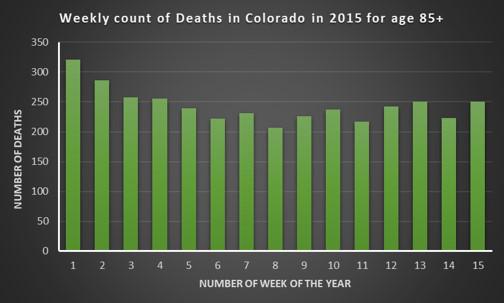 Weekly count of Deaths in Colorado in 2015 for age 85+
350
300
250
200
150
100
50
0
NUMBER OF DEATHS
1 2 3 4 5 6 7 8 9 10 11 12 13 14 15
NUMBER OF WEEK OF THE YEAR